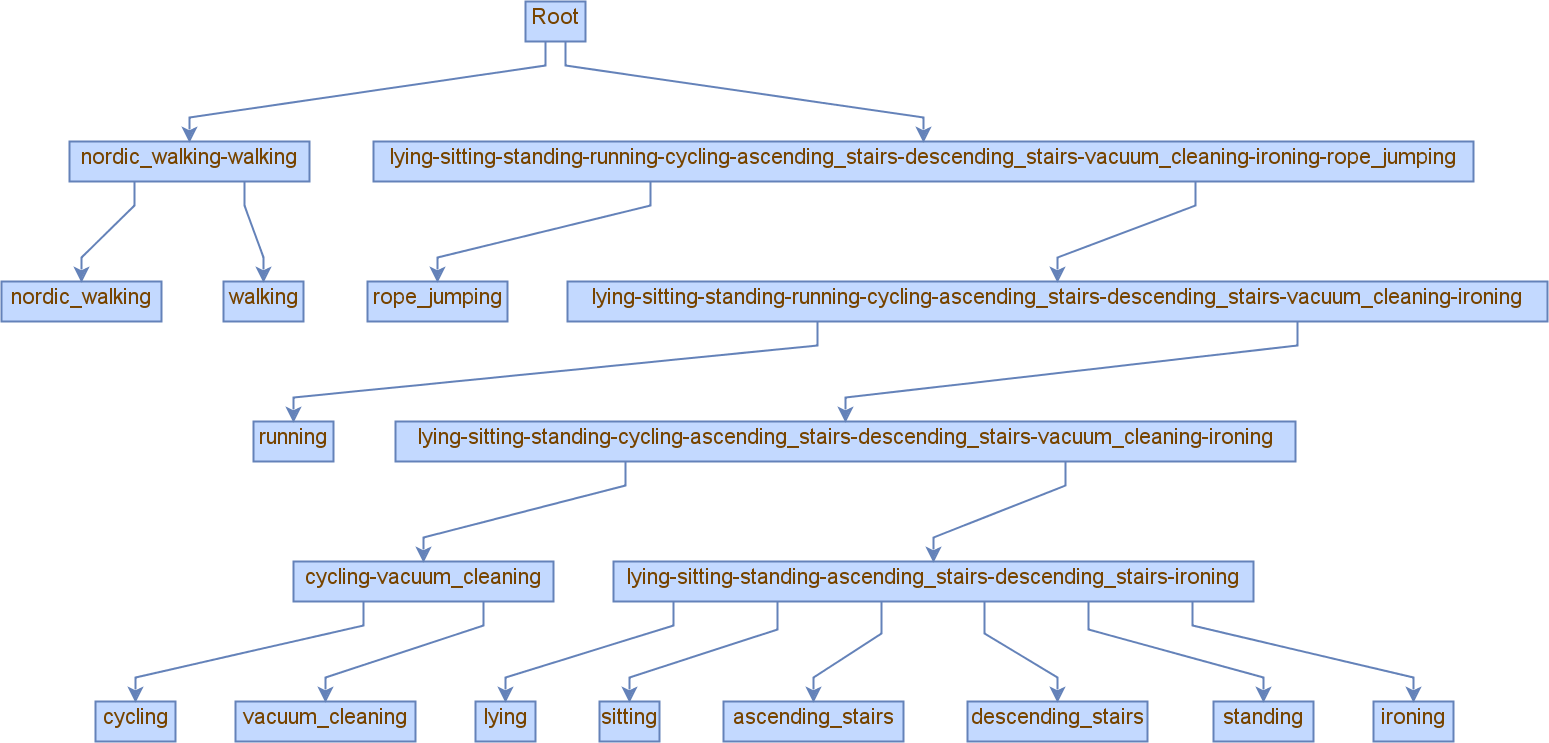 Root
nordic_walking-walking
lying-sitting-standing-running-cycling-ascending_stairs-descending_stairs-vacuum_cleaning-ironing-rope_jumping
nordic_walking
walking
rope_jumping
lying-sitting-standing-running-cycling-ascending_stairs-descending_stairs-vacuum_cleaning-ironing
running
lying-sitting-standing-cycling-ascending_stairs-descending_stairs-vacuum_cleaning-ironing
cycling-vacuum_cleaning
lying-sitting-standing-ascending_stairs-descending_stairs-ironing
cycling
vacuum_cleaning
lying
sitting
ascending_stairs
descending_stairs
standing
ironing